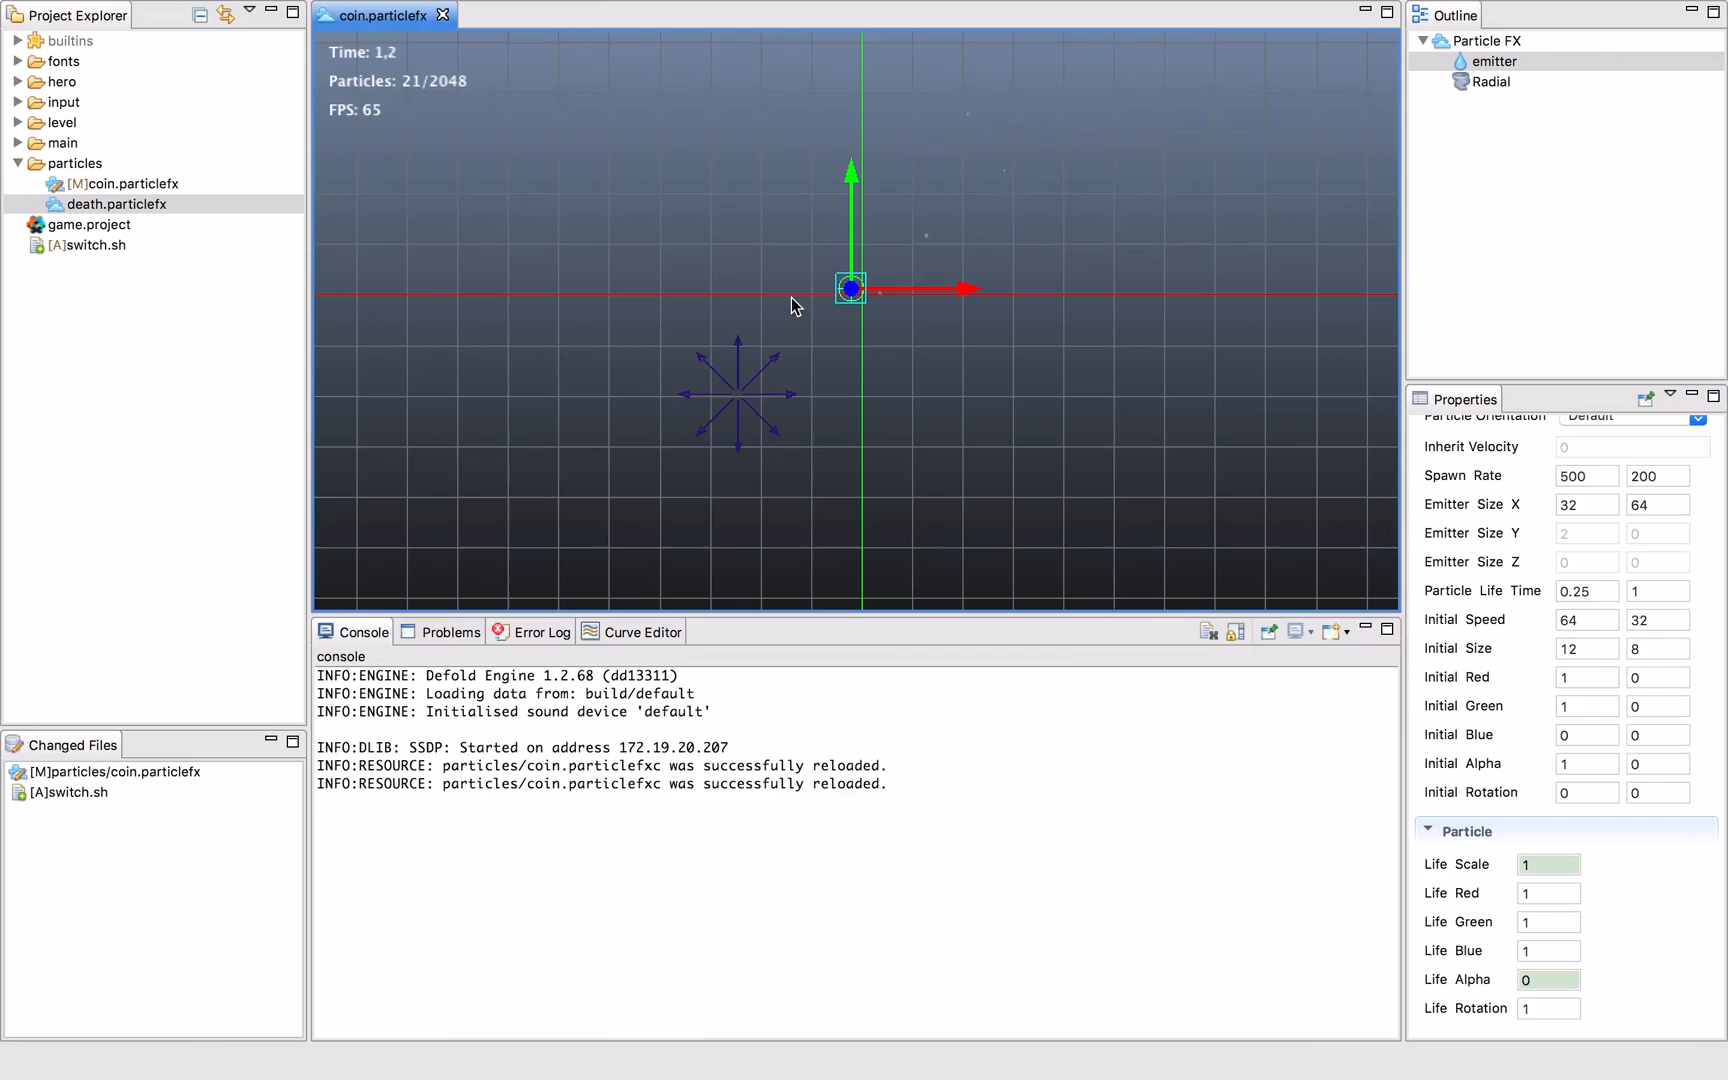 Project Explorer
builtins
fonts
hero
input
level
main
particles
[M]coin.particlefx
death.particlefx
game.project
[A]switch.sh
Changed Files
[M]particles/coin.particlefx
[A]switch.sh
coin.particlefx
Time: 1,2
Particles: 21/2048
FPS: 65
Console
Problems
Error Log
Curve Editor
console
INFO:ENGINE: Defold Engine 1.2.68 (dd13311)
INFO:ENGINE: Loading data from: build/default
INFO:ENGINE: Initialised sound device 'default'
INFO:DLIB: SSDP: Started on address 172.19.20.207
INFO:RESOURCE: particles/coin.particlefxc was successfully reloaded.
INFO:RESOURCE: particles/coin.particlefxc was successfully reloaded.
Outline
Particle FX
emitter
Radial
Properties
Particle Orientation Default
Inherit Velocity 0
Spawn Rate 500 200
Emitter Size X 32 64
Emitter Size Y 2 0
Emitter Size Z 0 0
Particle Life Time 0.25 1
Initial Speed 64 32
Initial Size 12 8
Initial Red 1 0
Initial Green 1 0
Initial Blue 0 0
Initial Alpha 1 0
Initial Rotation 0 0
Particle
Life Scale 1
Life Red 1
Life Green 1
Life Blue 1
Life Alpha 0
Life Rotation 1